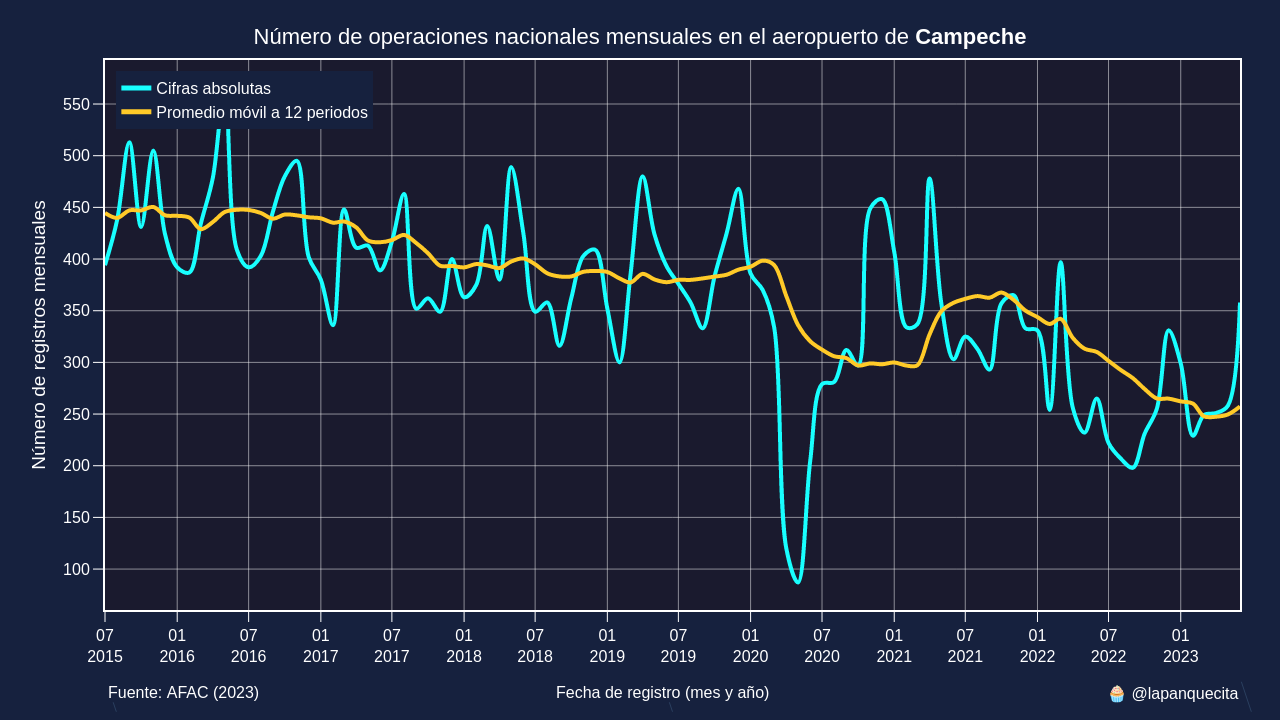 Número de operaciones nacionales mensuales en el aeropuerto de Campeche
Cifras absolutas
Promedio móvil a 12 periodos
Número de registros mensuales
550
500
450
400
350
300
250
200
150
100
07 01 07 01 07 01 07 01 07 01 07 01 07 01 07 01
2015 2016 2016 2017 2017 2018 2018 2019 2019 2020 2020 2021 2021 2022 2022 2023
Fuente: AFAC (2023)
Fecha de registro (mes y año)
🧁 @lapanquecita